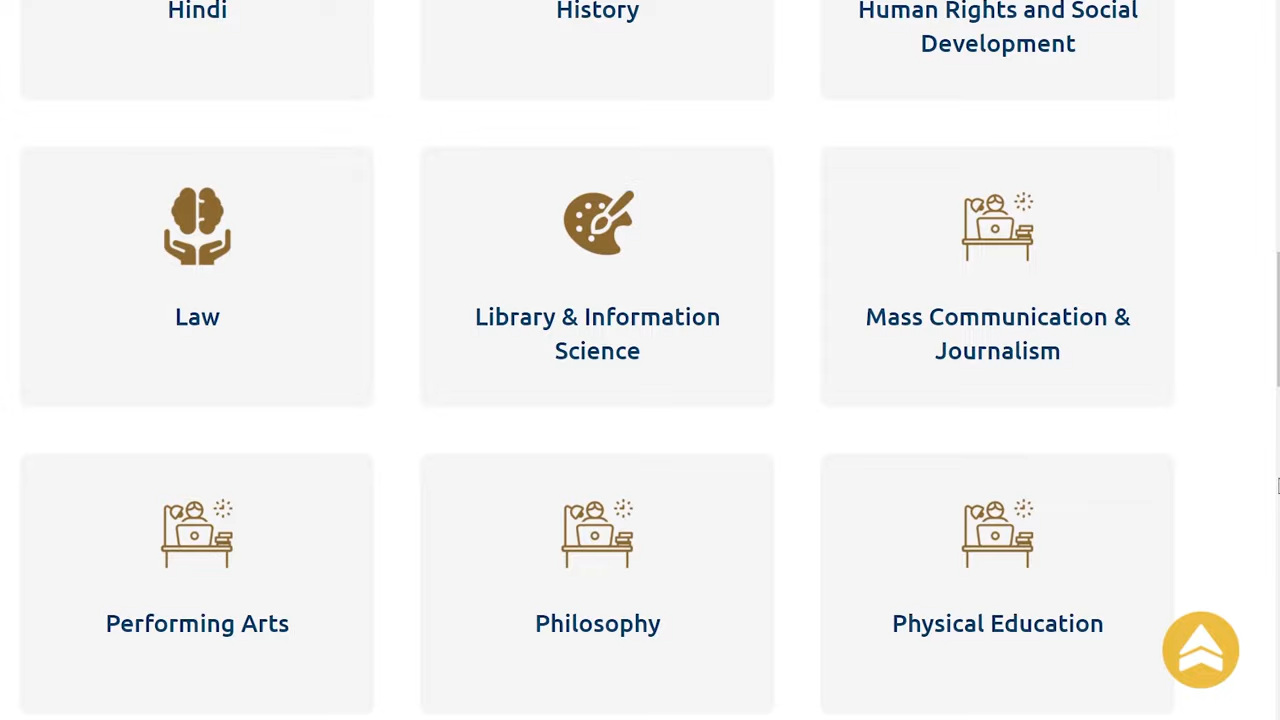 Hindi
History
Human Rights and Social
Development
Law
Library & Information
Science
Mass Communication &
Journalism
Performing Arts
Philosophy
Physical Education